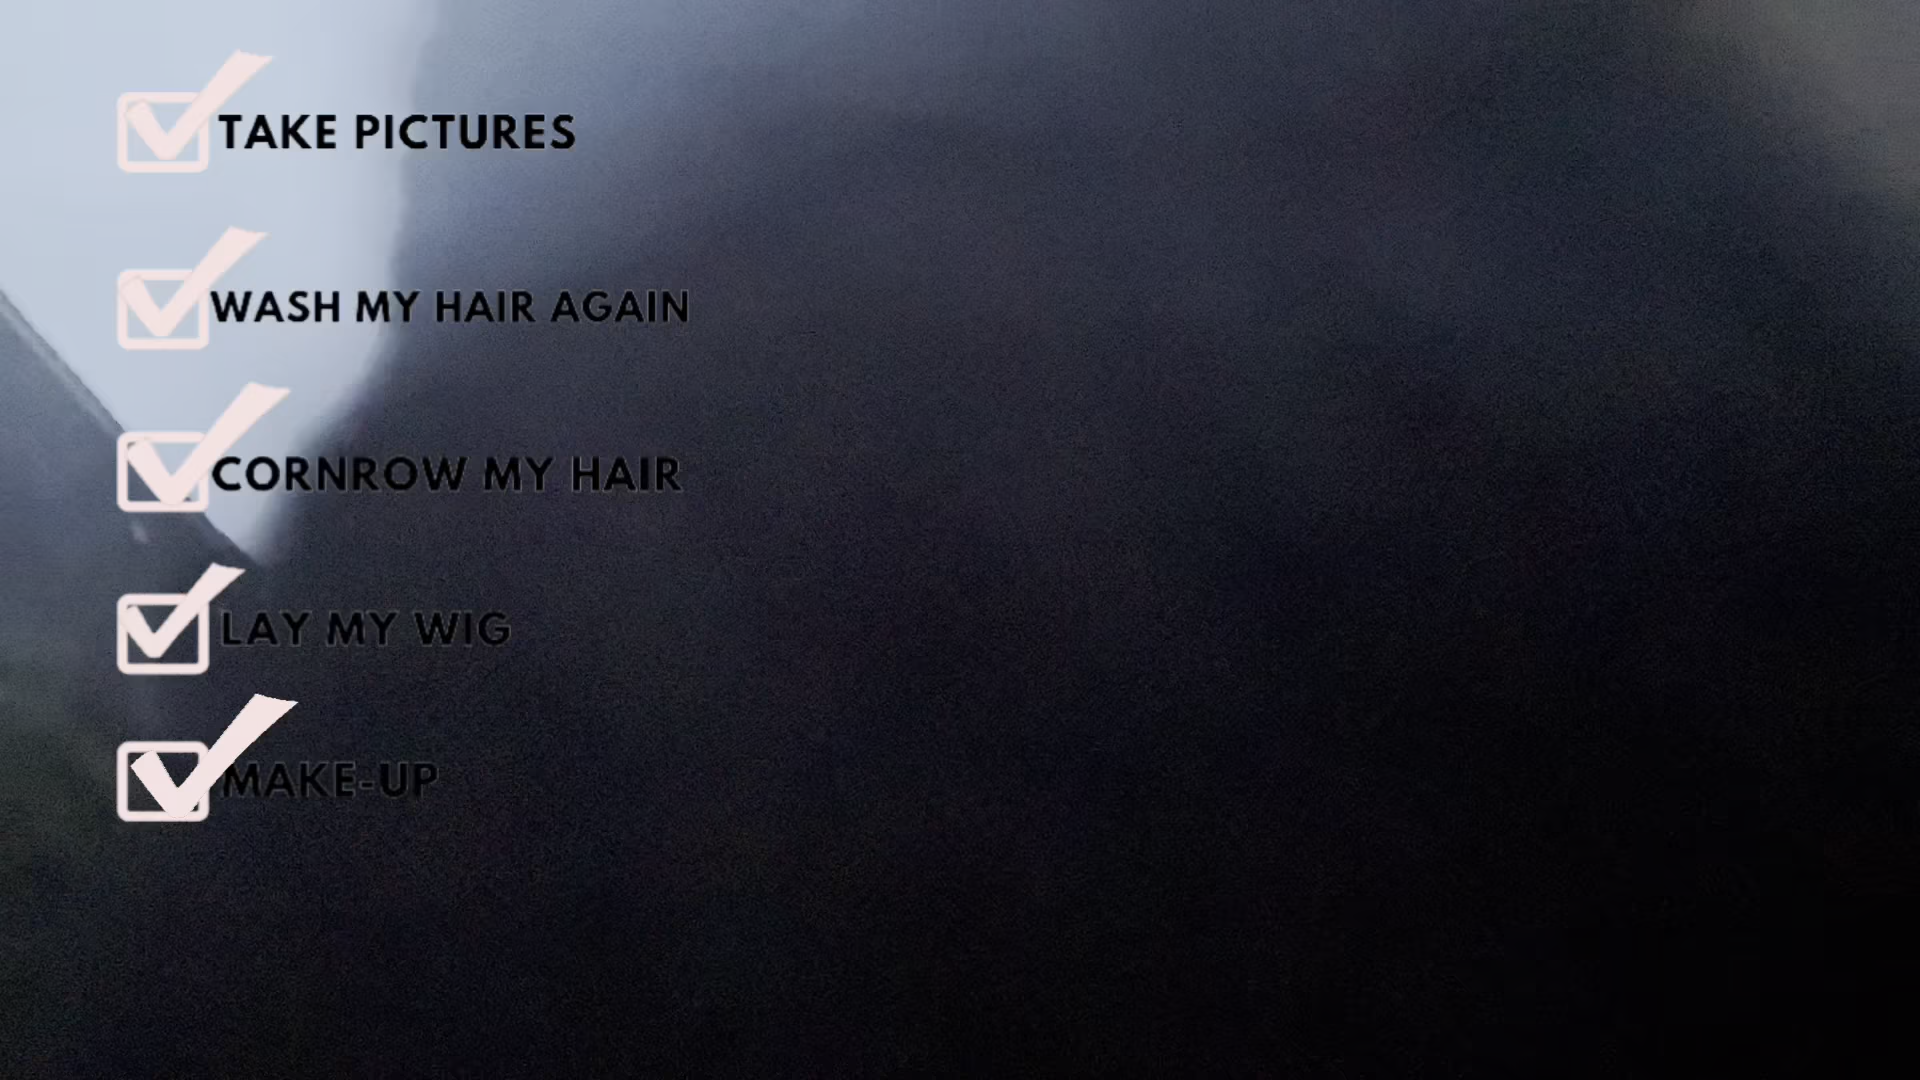 TAKE PICTURES
WASH MY HAIR AGAIN
CORNROW MY HAIR
LAY MY WIG
MAKE-UP